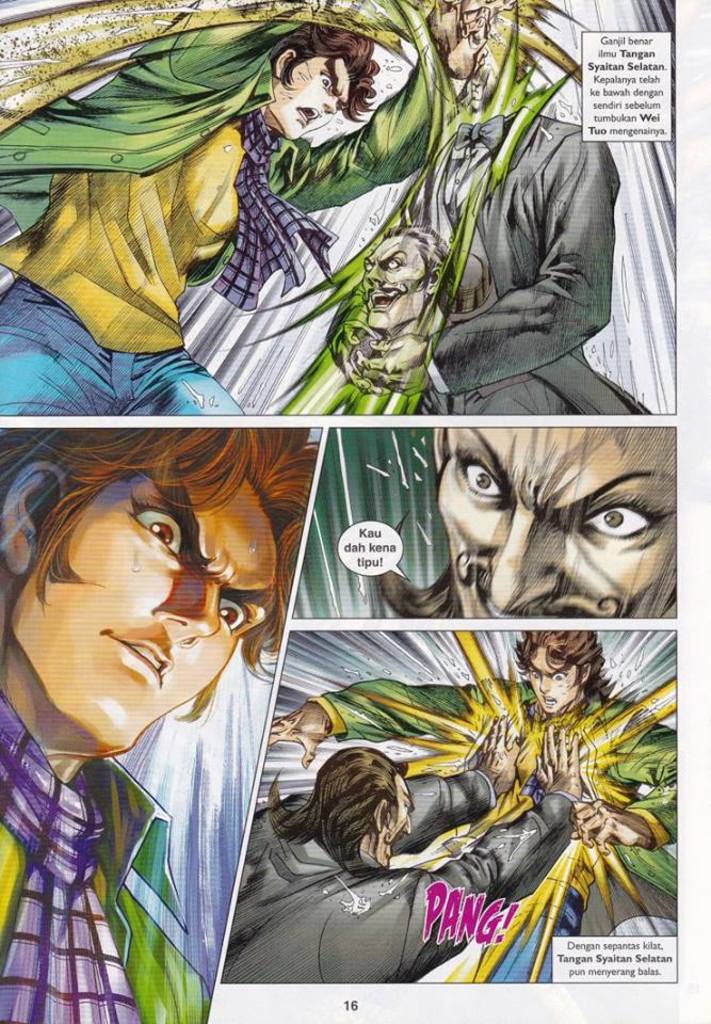 Ganjil benar
ilmu Tangan
Syaitan Selatan.
Kepalanya telah
ke bawah dengan
sendiri sebelum
tumbukan Wei
Tuo mengenainya.
Kau
dah kena
tipu!
PANG!
Dengan sepantas kilat,
Tangan Syaitan Selatan
pun menyerang balas.
16